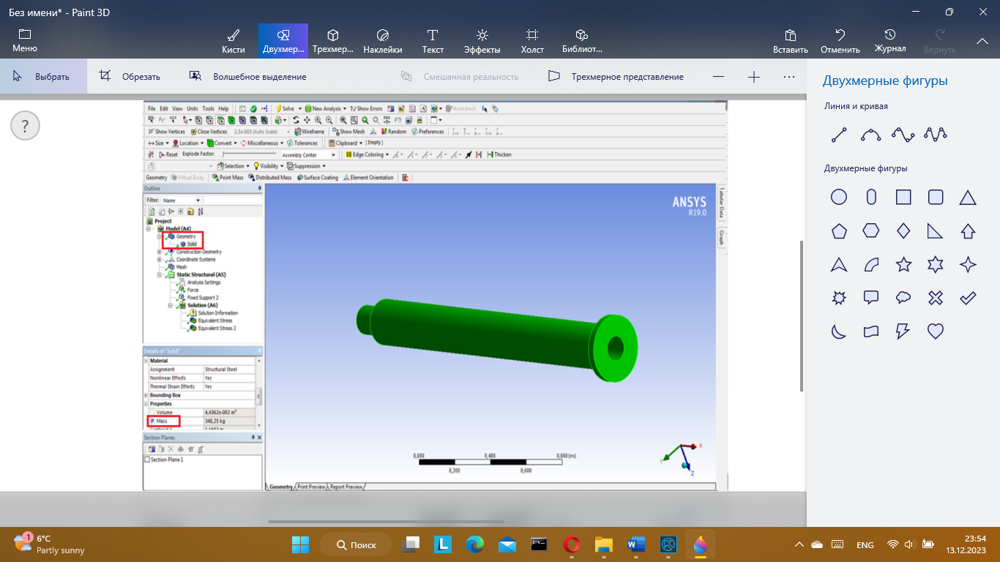 Без имени* - Paint 3D
Меню
Кисти
Двухмер...
Трехмер...
Наклейки
Текст
Эффекты
Холст
Библиот...
Вставить
Отменить
Журнал
Вернуть
Выбрать
Обрезать
Волшебное выделение
Смешанная реальность
Трехмерное представление
Двухмерные фигуры
Линия и кривая
Двухмерные фигуры
?
File Edit View Units Tools Help
Solve New Analysis ?/ Show Errors Worksheet
Show Vertices Close Vertices 2,5e-003 (Auto Scale) Wireframe Show Mesh Random Preferences
Size Location Convert Miscellaneous Tolerances Clipboard [Empty]
Reset Explode Factor: Assembly Center Edge Coloring Thicken
Selection Visibility Suppression
Geometry Virtual Body Point Mass Distributed Mass Surface Coating Element Orientation
Outline
Filter: Name
Project
Model (A4)
Geometry
Solid
Construction Geometry
Coordinate Systems
Mesh
Static Structural (A5)
Analysis Settings
Force
Fixed Support 2
Solution (A6)
Solution Information
Equivalent Stress
Equivalent Stress 2
Details of "Solid"
Material
Assignment Structural Steel
Nonlinear Effects Yes
Thermal Strain Effects Yes
Bounding Box
Properties
Volume 4,4362e-002 m³
P Mass 348,25 kg
Section Planes
Section Plane 1
ANSYS
R19.0
Tabular Data
Graph
0,000 0,400 0,800 (m)
0,200 0,600
X
Y
Z
Geometry Print Preview Report Preview
1
6°C
Partly sunny
Поиск
L
W
ENG
23:54
13.12.2023